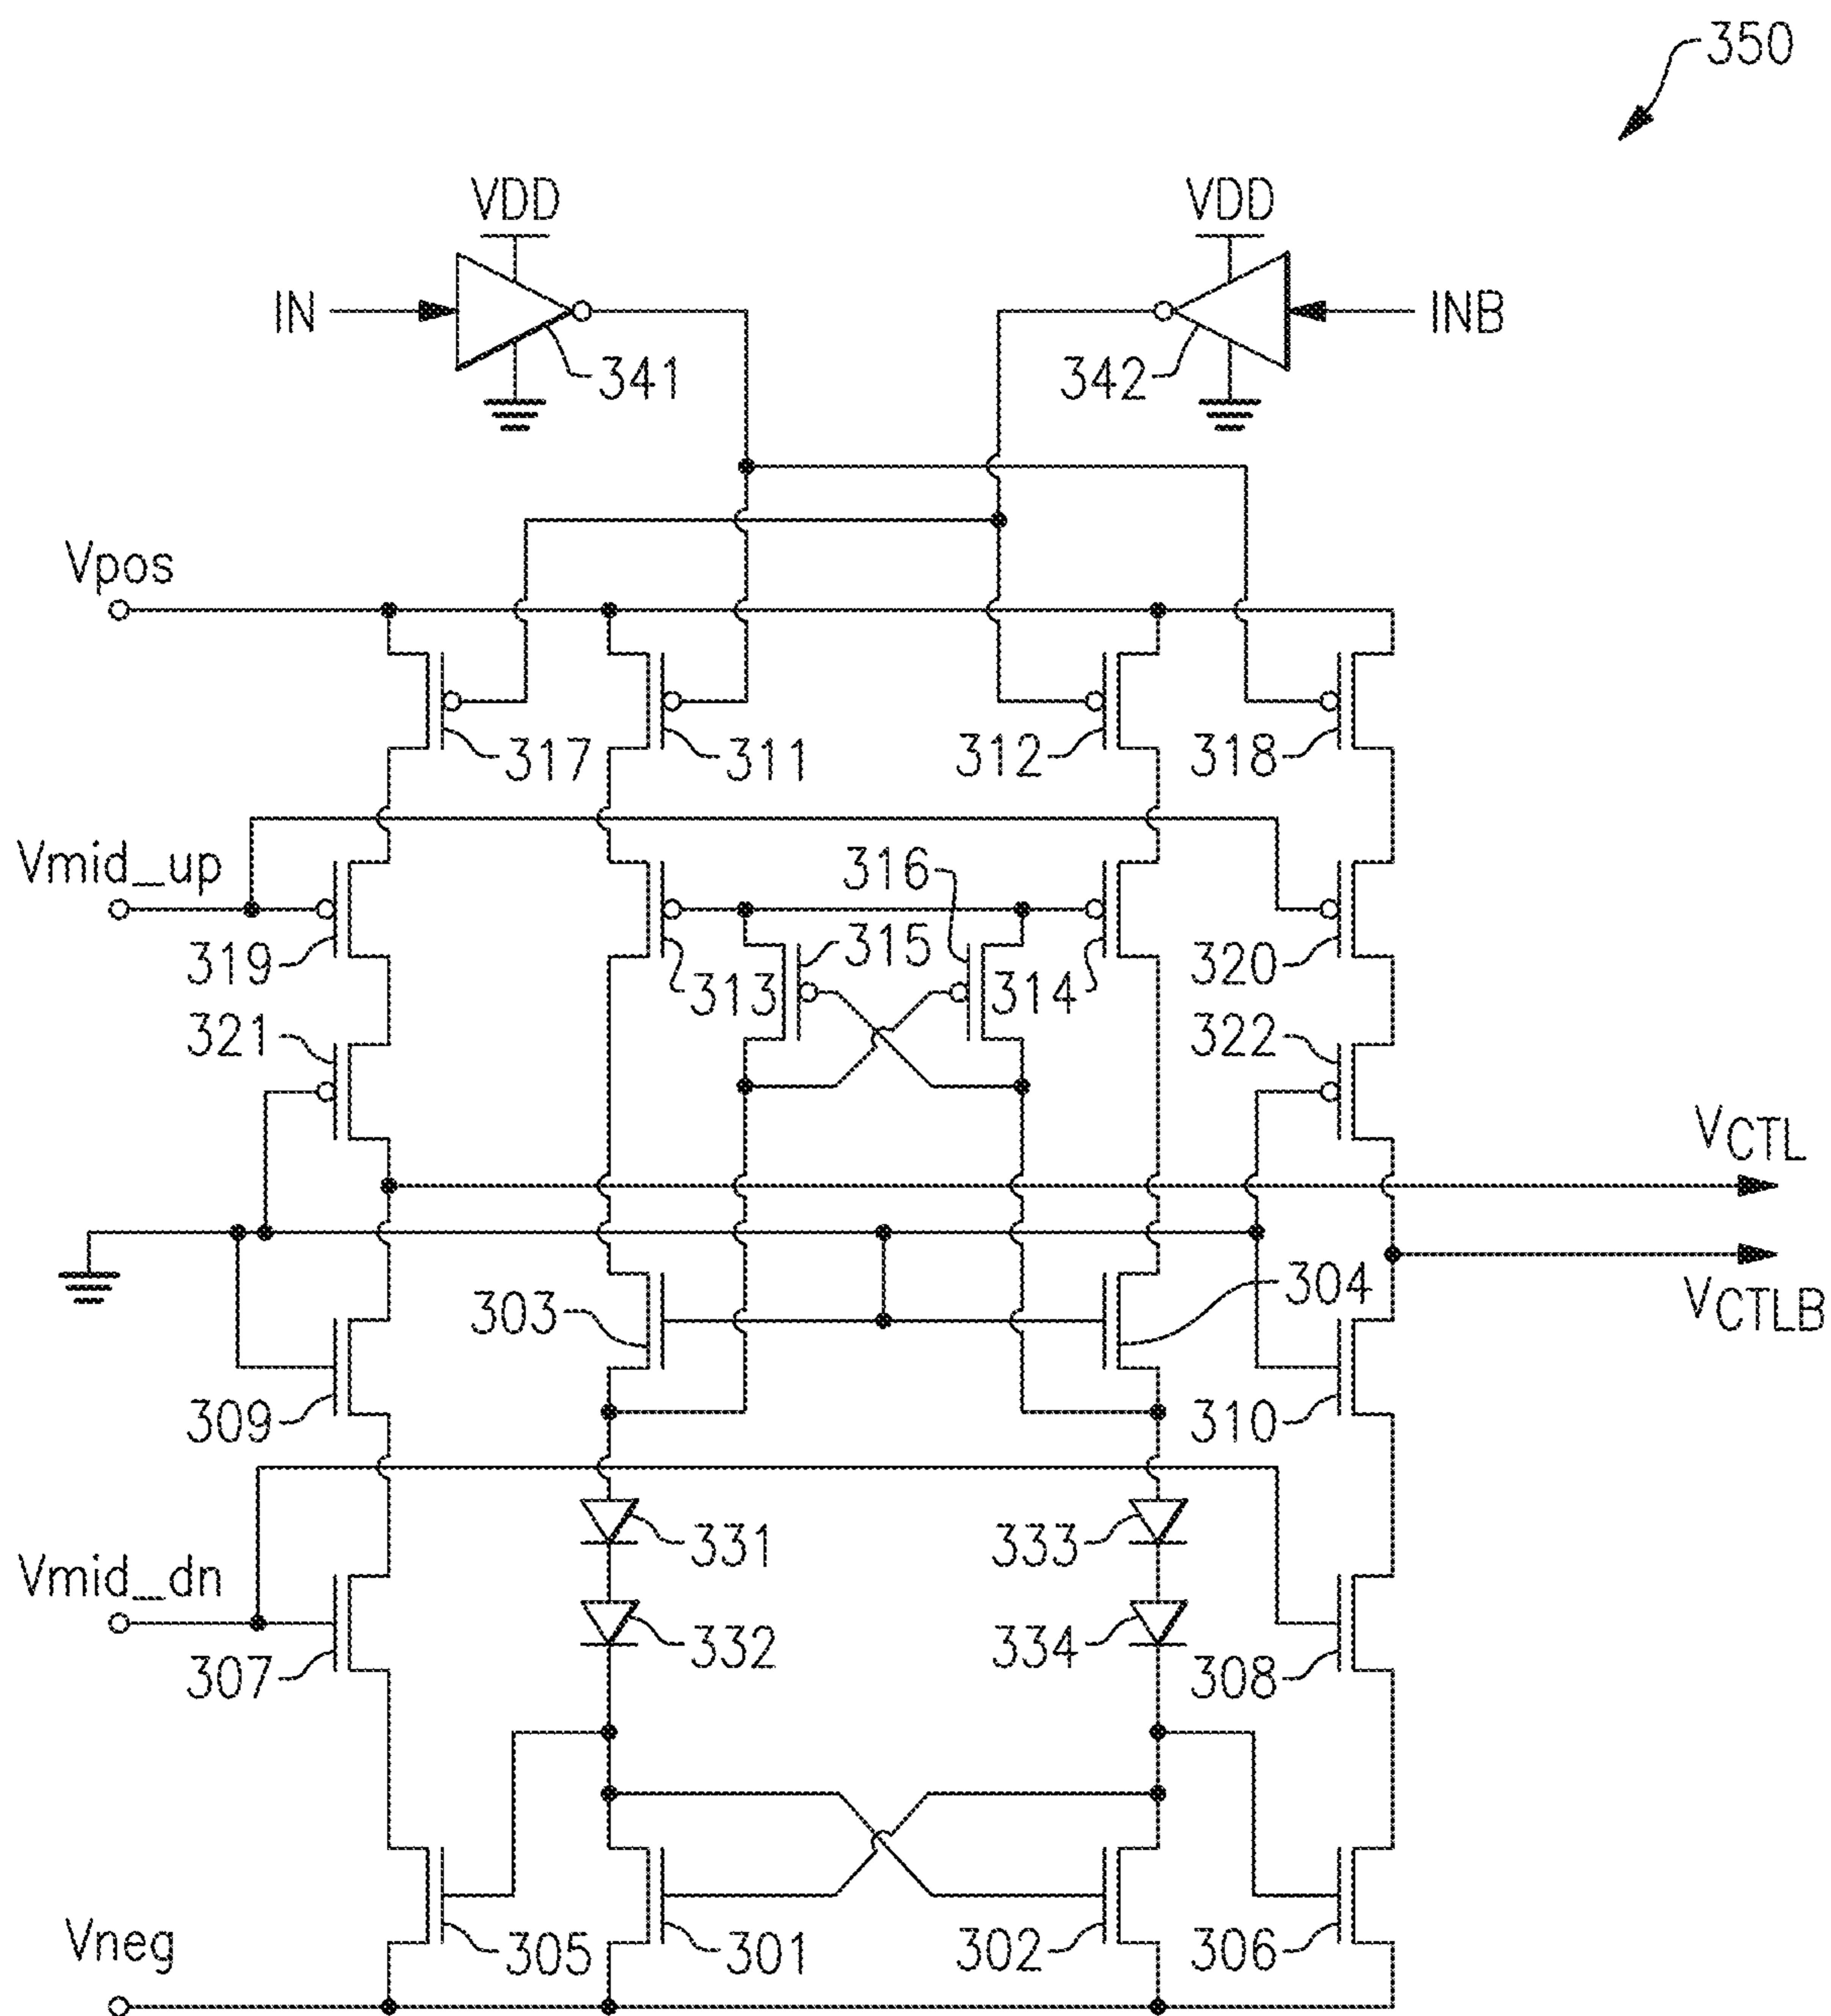 350
VDD
VDD
IN
341
342
INB
Vpos
317
311
312
318
Vmid_up
316
319
313
315
314
320
321
322
VCTL
303
304
VCTLB
309
310
331
333
Vmid_dn
332
334
307
308
305
301
302
306
Vneg